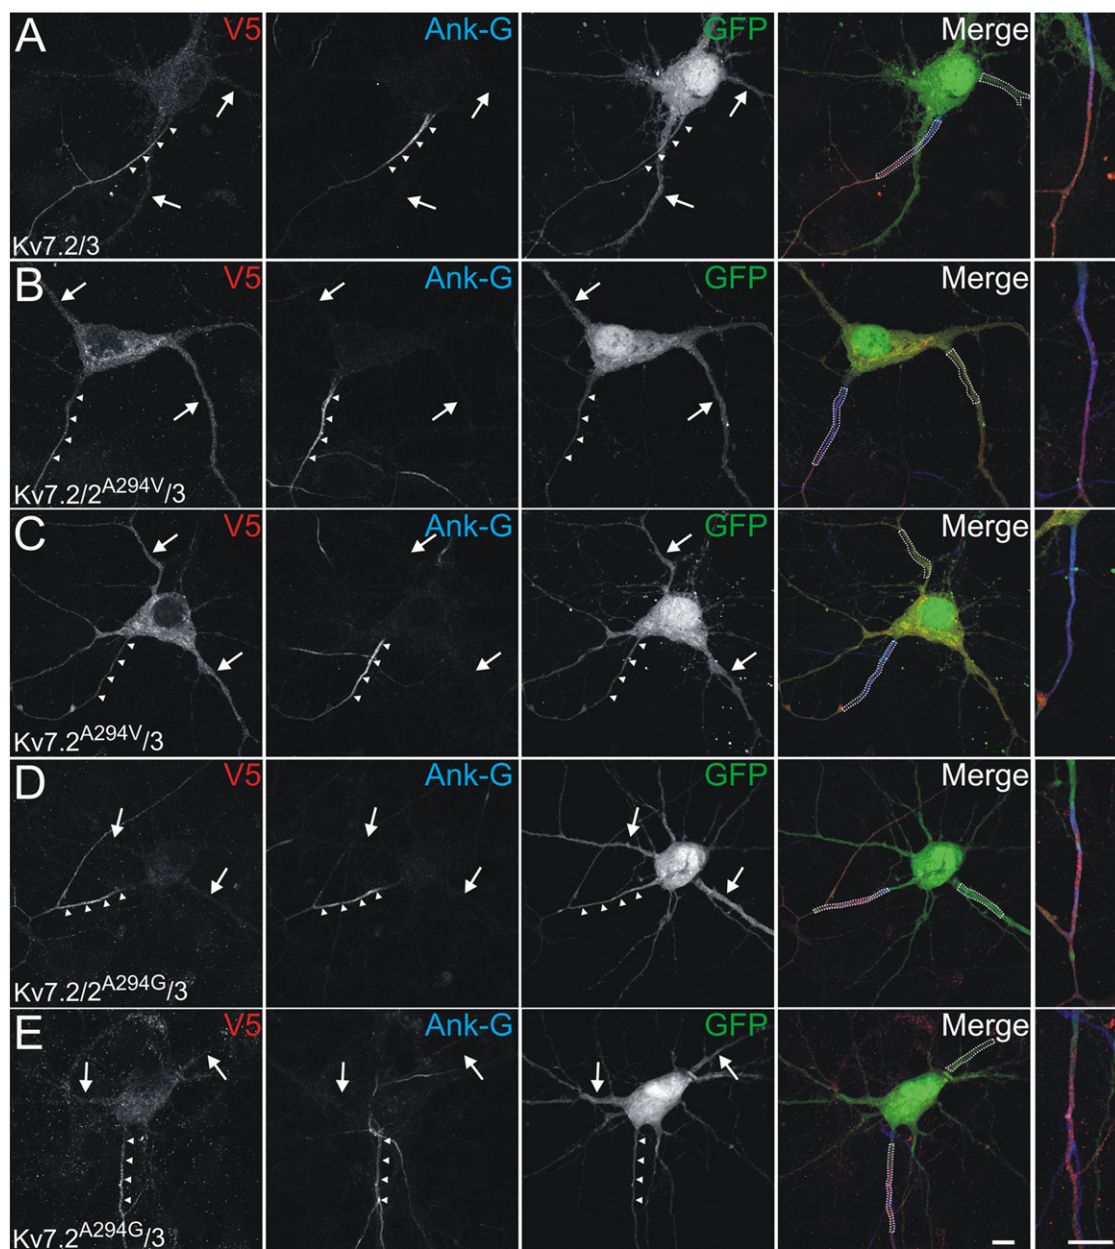 A V5 Ank-G GFP Merge
Kv7.2/3
B V5 Ank-G GFP Merge
Kv7.2/2A294V/3
C V5 Ank-G GFP Merge
Kv7.2A294V/3
D V5 Ank-G GFP Merge
Kv7.2/2A294G/3
E V5 Ank-G GFP Merge
Kv7.2A294G/3